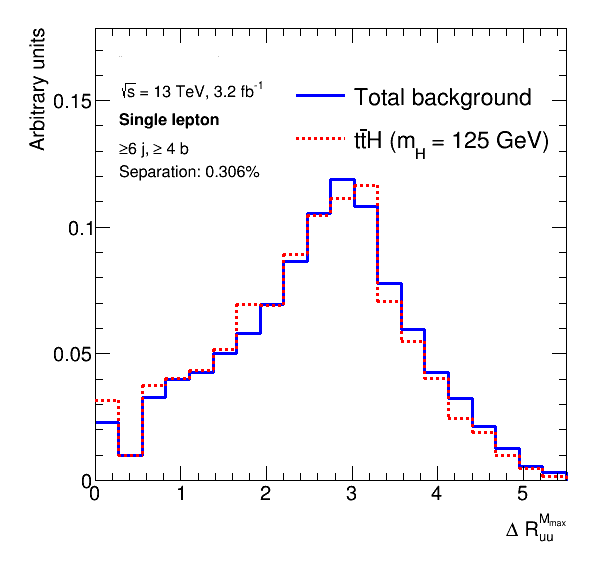 Arbitrary units
√s = 13 TeV, 3.2 fb⁻¹
Single lepton
≥6 j, ≥ 4 b
Separation: 0.306%
Total background
tt̄H (m_H = 125 GeV)
0.15
0.1
0.05
0
0 1 2 3 4 5
Δ R_uu^M_max